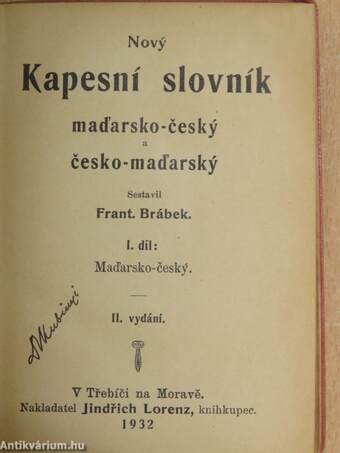 Nový
Kapesní slovník
maďarsko-český
a
česko-maďarský
Sestavil
Frant. Brábek.
I. díl:
Maďarsko-český.
II. vydání.
V Třebíči na Moravě.
Nakladatel Jindřich Lorenz, knihkupec.
1932
Antikvárium.hu